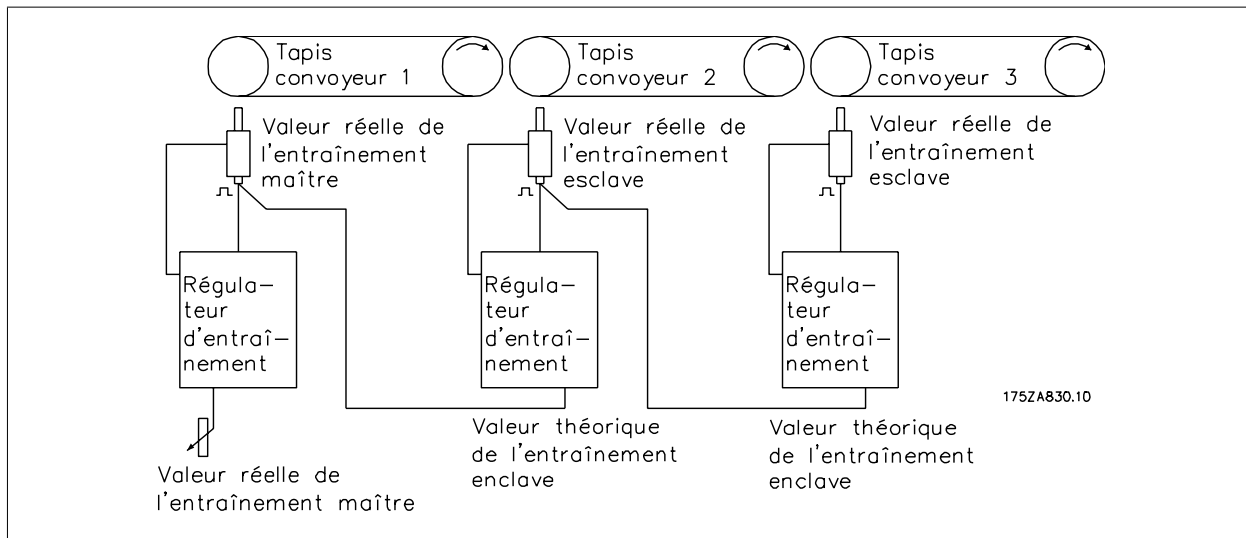 Tapis
convoyeur 1
Tapis
convoyeur 2
Tapis
convoyeur 3
Valeur réelle de
l'entraînement
maître
Valeur réelle de
l'entraînement
esclave
Valeur réelle de
l'entraînement
esclave
Régula-
teur
d'entraî-
nement
Régula-
teur
d'entraî-
nement
Régula-
teur
d'entraî-
nement
175ZA830.10
Valeur réelle de
l'entraînement maître
Valeur théorique
de l'entraînement
enclave
Valeur théorique
de l'entraînement
enclave